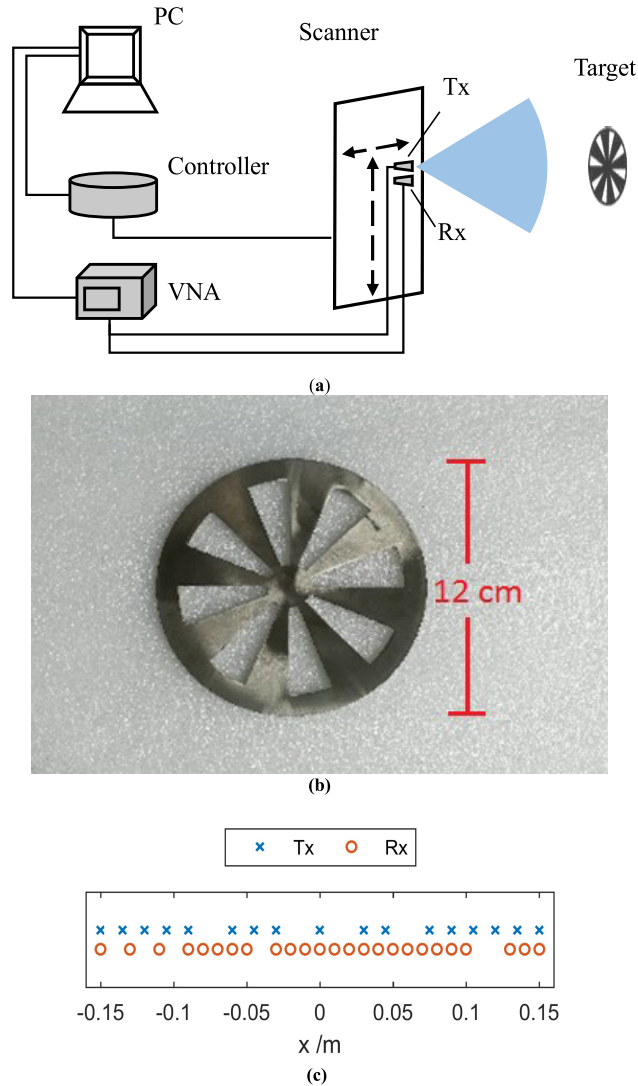 PC
Scanner
Target
Tx
Controller
Rx
VNA
(a)
12 cm
(b)
Tx Rx
-0.15 -0.1 -0.05 0 0.05 0.1 0.15
x /m
(c)